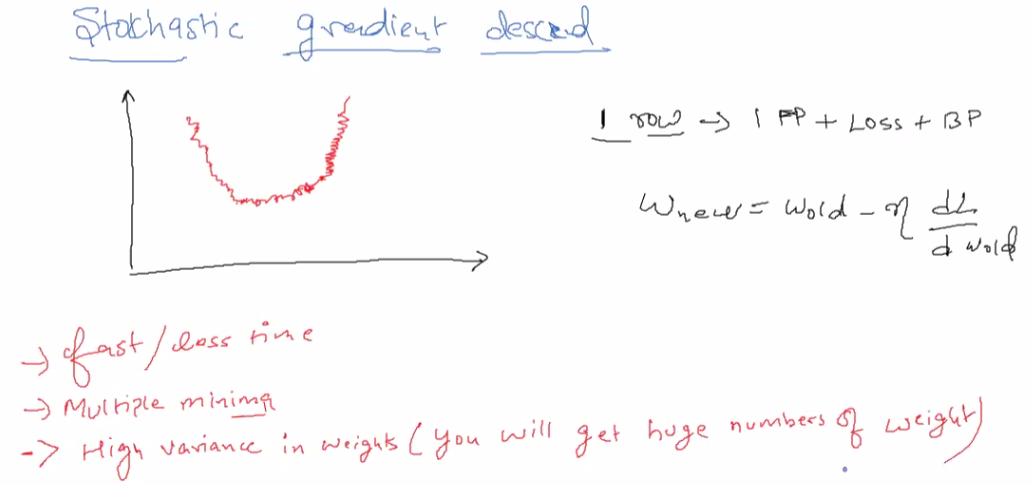 Stochastic gradient descend
1 row → 1 FP + Loss + BP
Wnew = Wold - η dL / d wold
→ fast/less time
→ Multiple minima
→ High variance in weights (you will get huge numbers of weight)